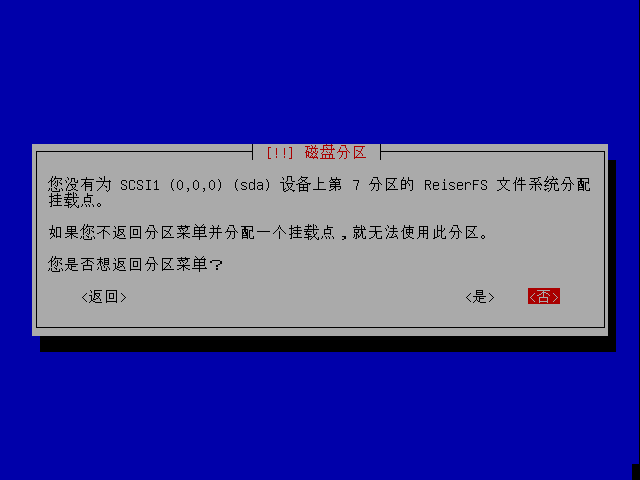 [!!] 磁盘分区
您没有为 SCSI1 (0,0,0) (sda) 设备上第 7 分区的 ReiserFS 文件系统分配
挂载点。
如果您不返回分区菜单并分配一个挂载点，就无法使用此分区。
您是否想返回分区菜单？
<返回> <是> <否>